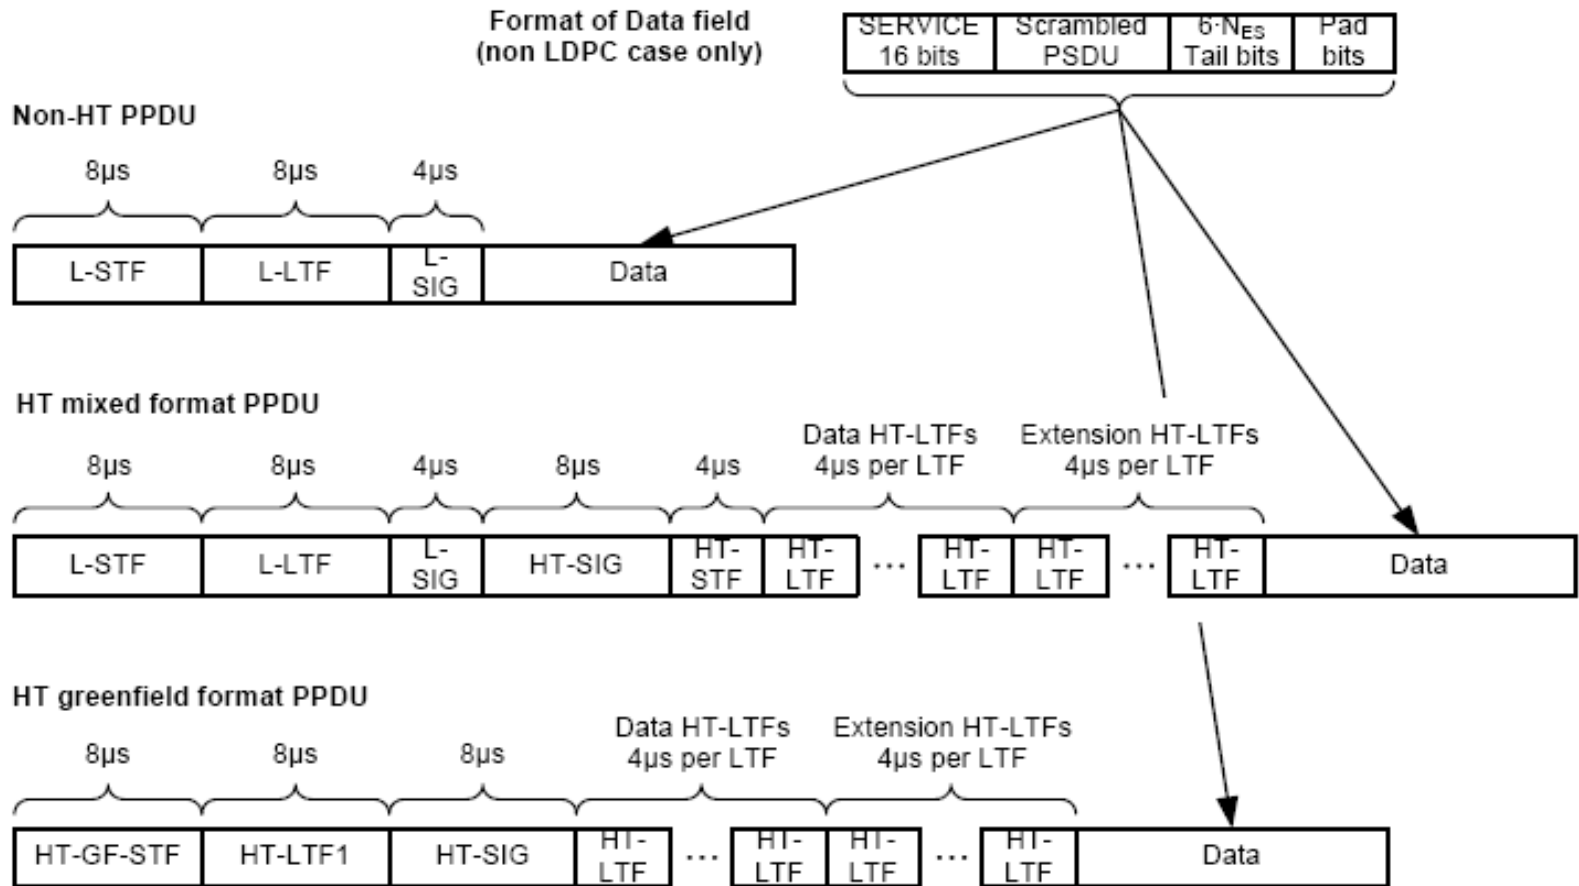 Format of Data field
(non LDPC case only)
SERVICE
16 bits
Scrambled
PSDU
6·NES
Tail bits
Pad
bits
Non-HT PPDU
8µs
8µs
4µs
L-STF
L-LTF
L-
SIG
Data
HT mixed format PPDU
8µs
8µs
4µs
8µs
4µs
Data HT-LTFs
4µs per LTF
Extension HT-LTFs
4µs per LTF
L-STF
L-LTF
L-
SIG
HT-SIG
HT-
STF
HT-
LTF
...
HT-
LTF
HT-
LTF
...
HT-
LTF
Data
HT greenfield format PPDU
8µs
8µs
8µs
Data HT-LTFs
4µs per LTF
Extension HT-LTFs
4µs per LTF
HT-GF-STF
HT-LTF1
HT-SIG
HT-
LTF
...
HT-
LTF
HT-
LTF
...
HT-
LTF
Data